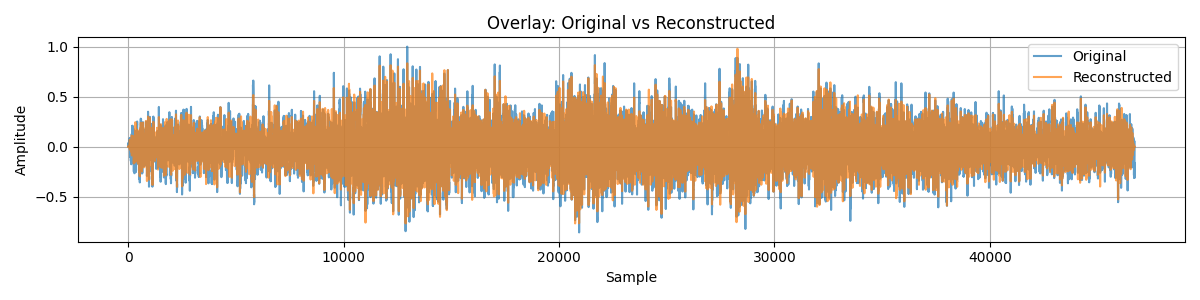 Overlay: Original vs Reconstructed
Original
Reconstructed
Amplitude
1.0
0.5
0.0
−0.5
0
10000
20000
30000
40000
Sample